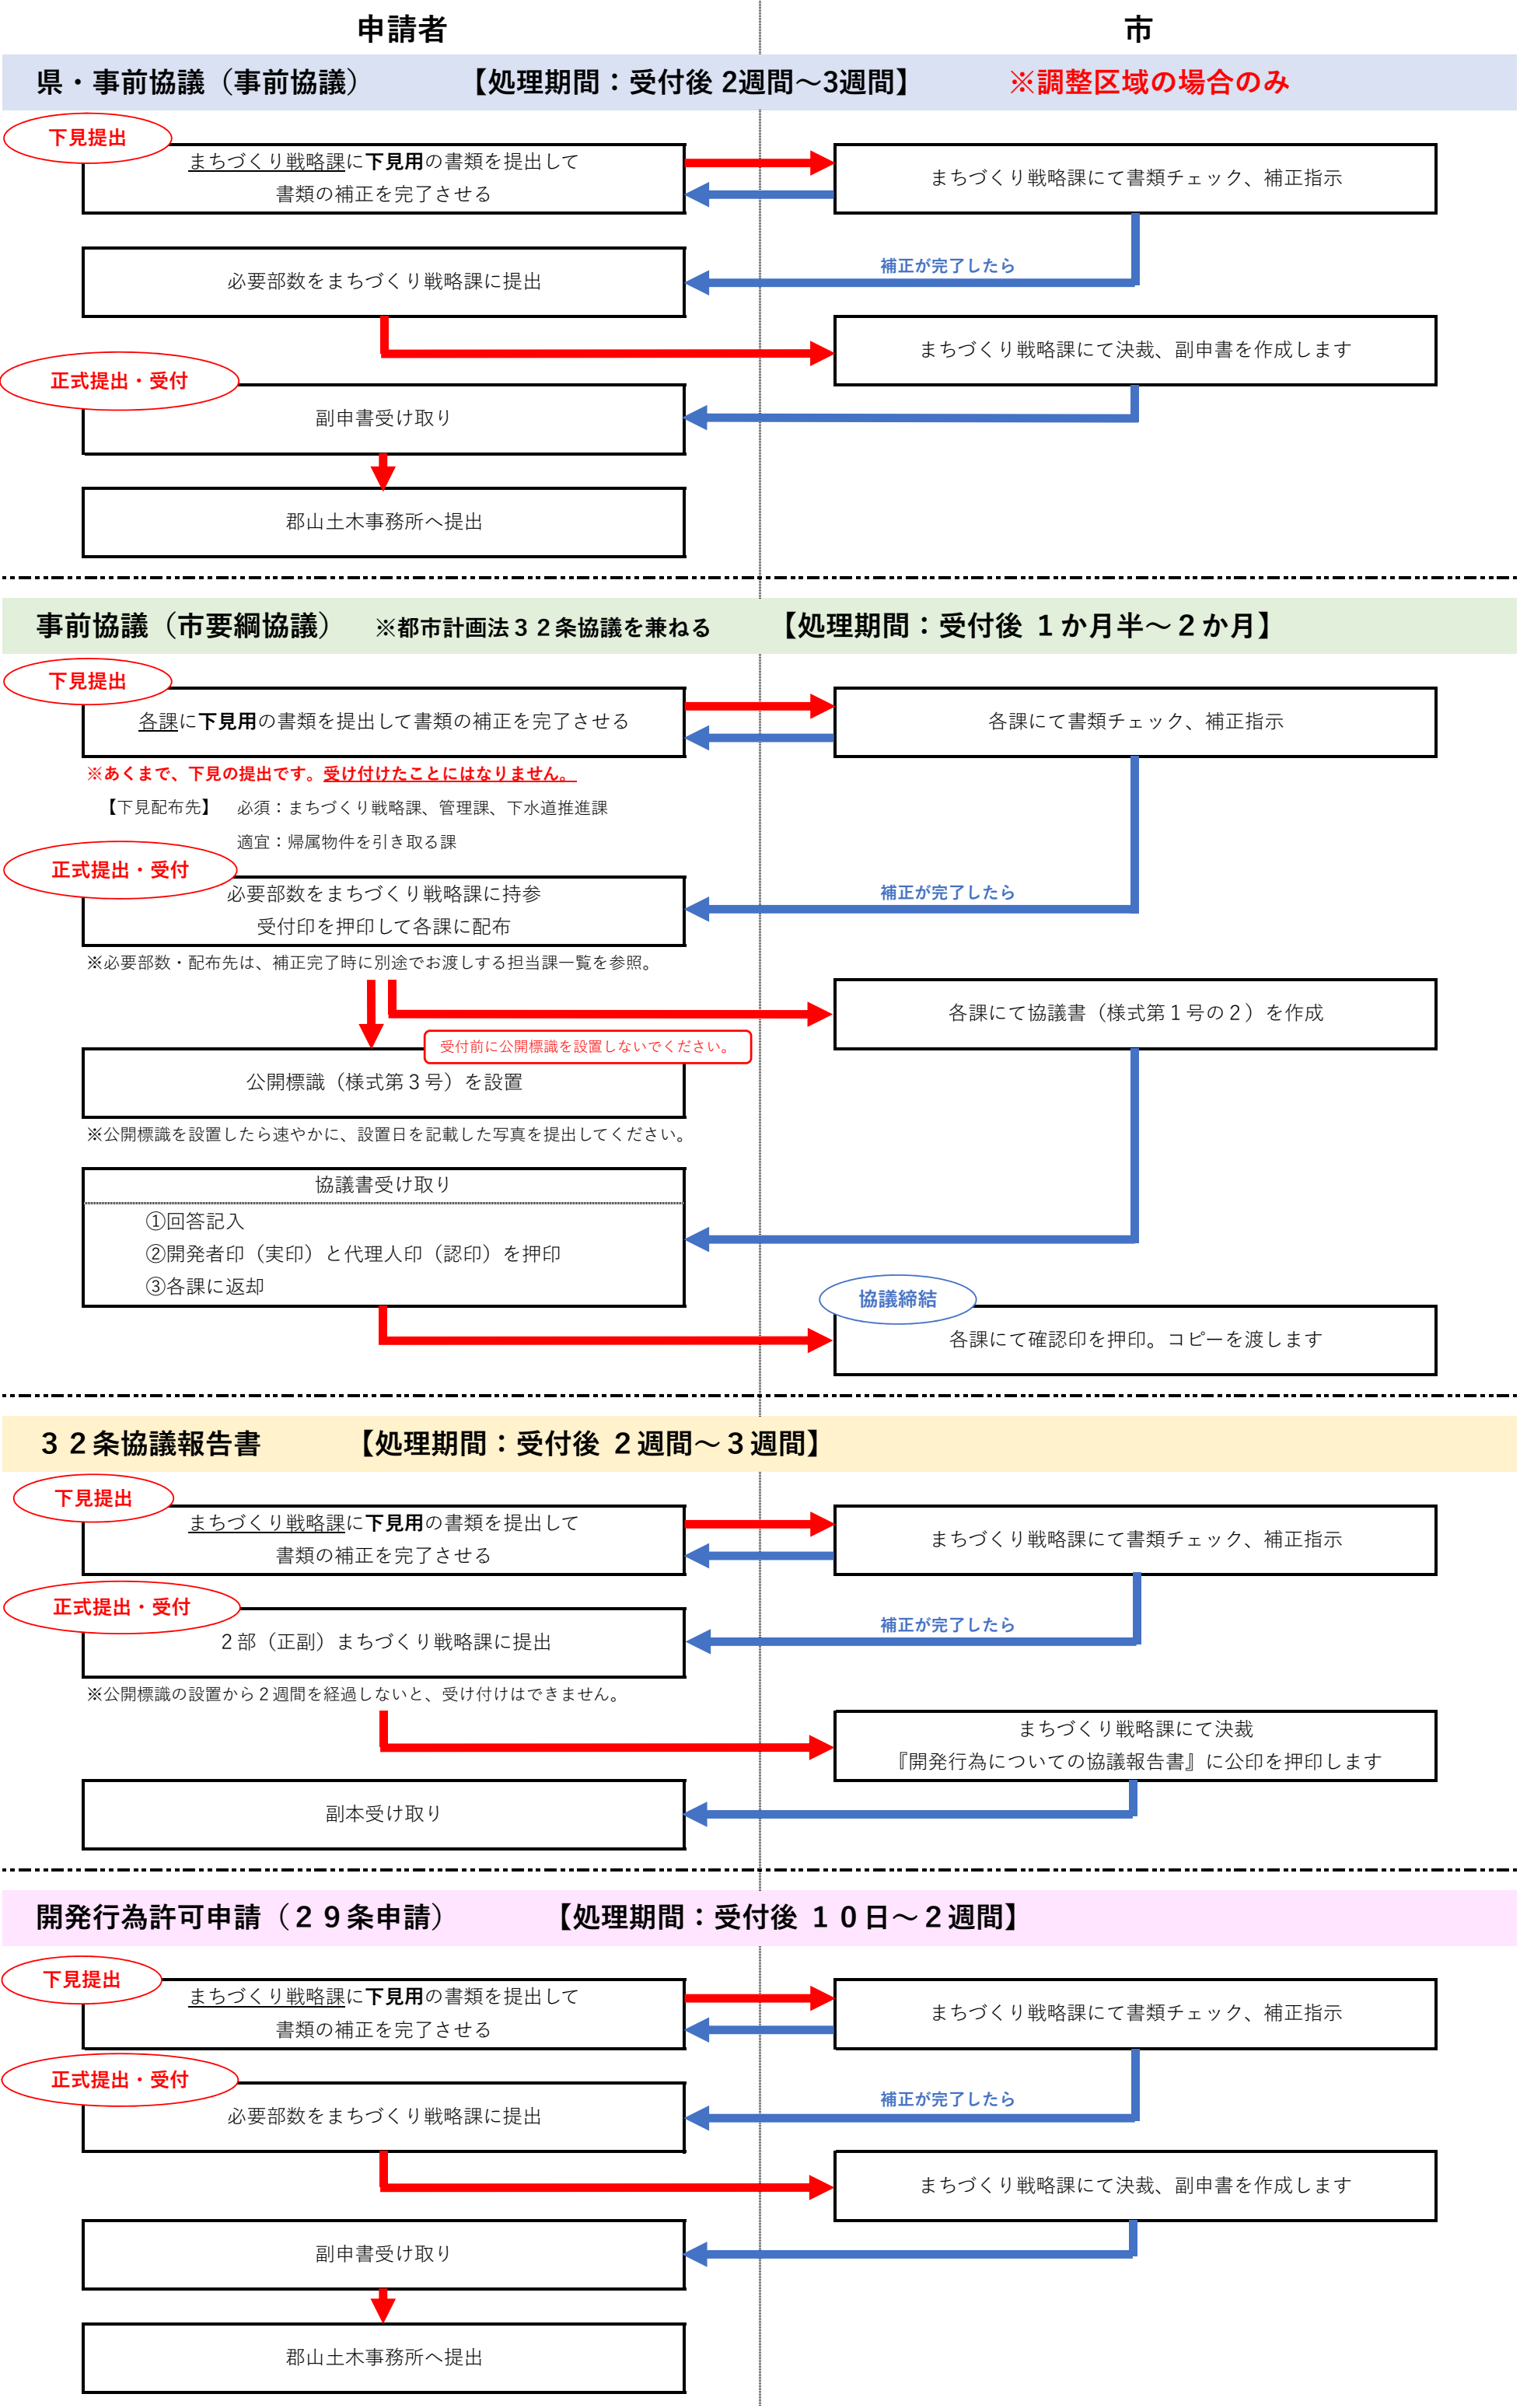 申請者
市
県・事前協議（事前協議）　【処理期間：受付後 2週間～3週間】　※調整区域の場合のみ
下見提出
まちづくり戦略課に下見用の書類を提出して
書類の補正を完了させる
まちづくり戦略課にて書類チェック、補正指示
補正が完了したら
必要部数をまちづくり戦略課に提出
まちづくり戦略課にて決裁、副申書を作成します
正式提出・受付
副申書受け取り
郡山土木事務所へ提出
事前協議（市要綱協議）　※都市計画法３２条協議を兼ねる　【処理期間：受付後 １か月半～２か月】
下見提出
各課に下見用の書類を提出して書類の補正を完了させる
各課にて書類チェック、補正指示
※あくまで、下見の提出です。受け付けたことにはなりません。
【下見配布先】　必須：まちづくり戦略課、管理課、下水道推進課
適宜：帰属物件を引き取る課
正式提出・受付
補正が完了したら
必要部数をまちづくり戦略課に持参
受付印を押印して各課に配布
※必要部数・配布先は、補正完了時に別途でお渡しする担当課一覧を参照。
各課にて協議書（様式第１号の２）を作成
受付前に公開標識を設置しないでください。
公開標識（様式第３号）を設置
※公開標識を設置したら速やかに、設置日を記載した写真を提出してください。
協議書受け取り
①回答記入
②開発者印（実印）と代理人印（認印）を押印
③各課に返却
協議締結
各課にて確認印を押印。コピーを渡します
３２条協議報告書　【処理期間：受付後 ２週間～３週間】
下見提出
まちづくり戦略課に下見用の書類を提出して
書類の補正を完了させる
まちづくり戦略課にて書類チェック、補正指示
正式提出・受付
補正が完了したら
２部（正副）まちづくり戦略課に提出
※公開標識の設置から２週間を経過しないと、受け付けはできません。
まちづくり戦略課にて決裁
『開発行為についての協議報告書』に公印を押印します
副本受け取り
開発行為許可申請（２９条申請）　【処理期間：受付後 １０日～２週間】
下見提出
まちづくり戦略課に下見用の書類を提出して
書類の補正を完了させる
まちづくり戦略課にて書類チェック、補正指示
正式提出・受付
補正が完了したら
必要部数をまちづくり戦略課に提出
まちづくり戦略課にて決裁、副申書を作成します
副申書受け取り
郡山土木事務所へ提出